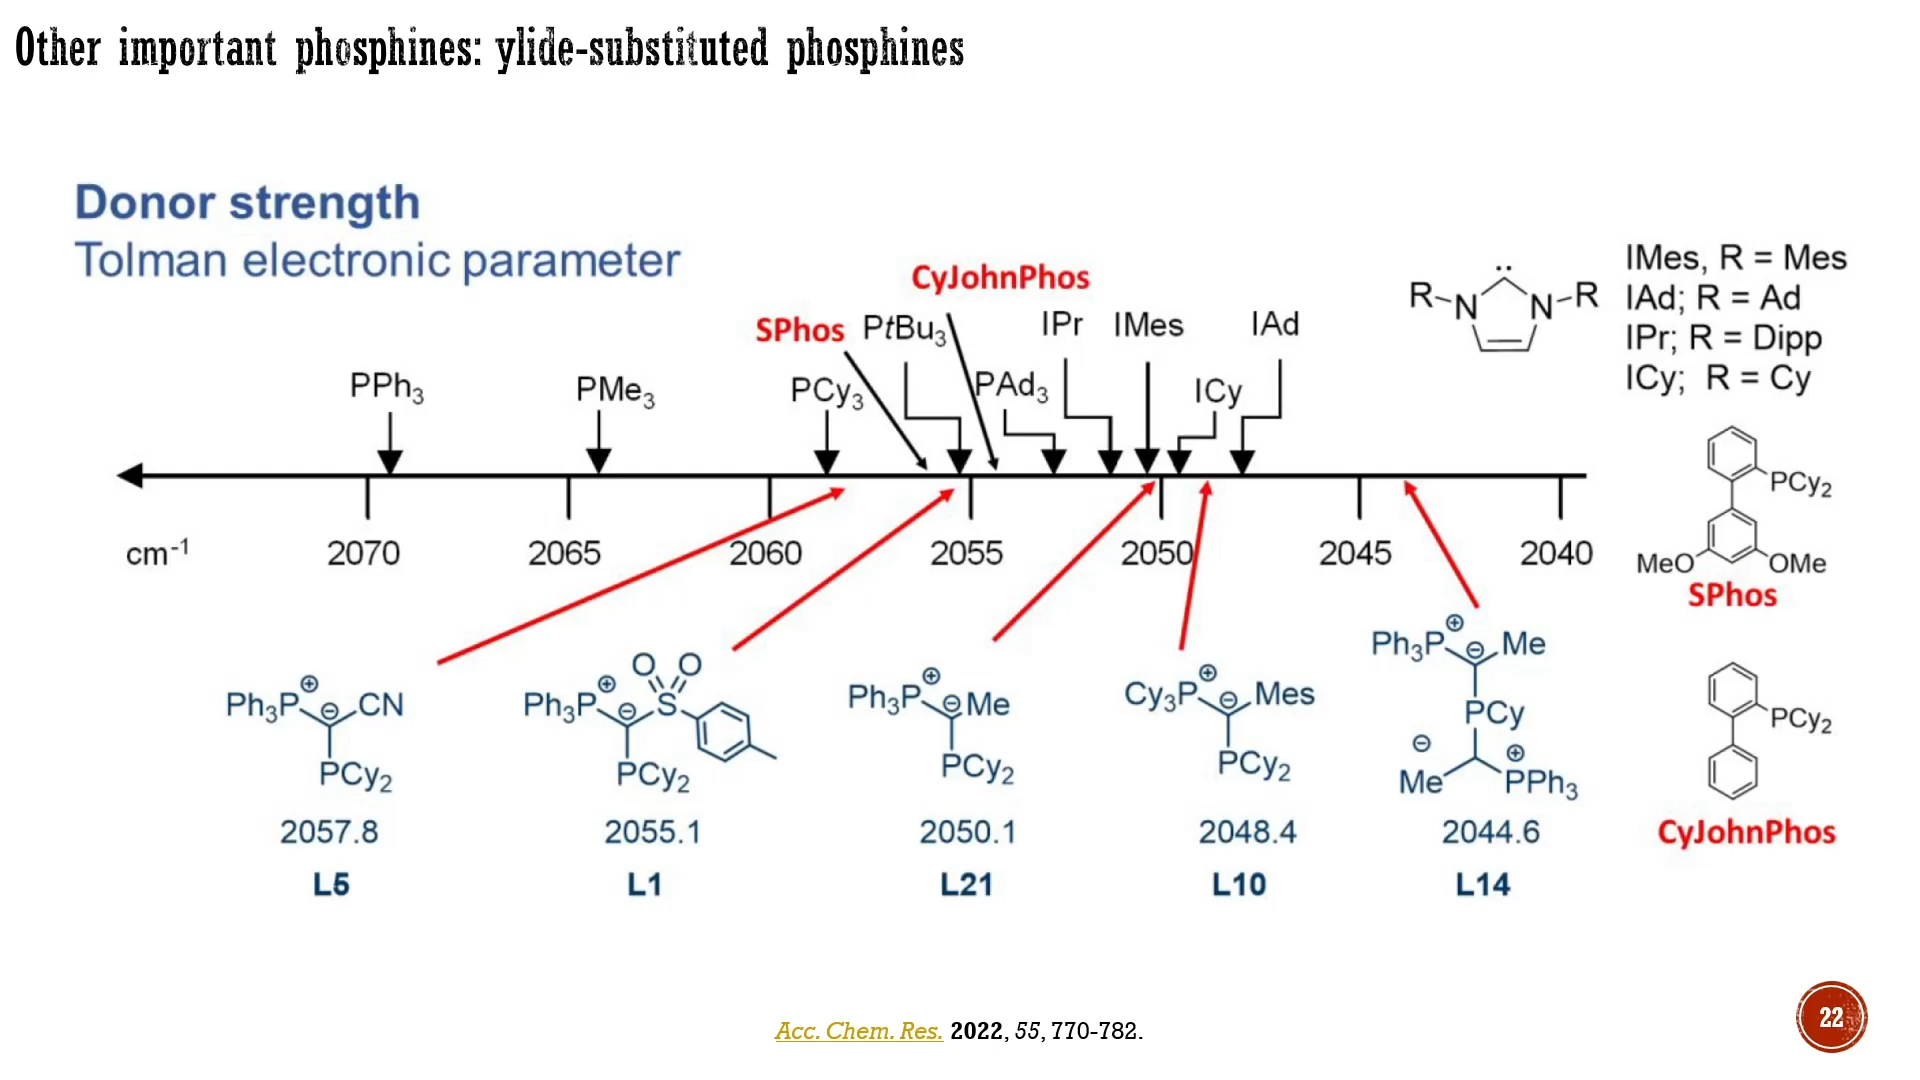 Other important phosphines: ylide-substituted phosphines
Donor strength
Tolman electronic parameter
CyJohnPhos
SPhos PtBu₃ IPr IMes IAd
PPh₃ PMe₃ PCy₃ PAd₃ ICy
R N N R
IMes, R = Mes
IAd; R = Ad
IPr; R = Dipp
ICy; R = Cy
cm⁻¹ 2070 2065 2060 2055 2050 2045 2040
PCy₂
MeO OMe
SPhos
Ph₃P ⊕ ⊖ CN
PCy₂
2057.8
L5
Ph₃P ⊕ ⊖ S O O
PCy₂
2055.1
L1
Ph₃P ⊕ ⊖ Me
PCy₂
2050.1
L21
Cy₃P ⊕ ⊖ Mes
PCy₂
2048.4
L10
Ph₃P ⊕ ⊖ Me
PCy
⊖ ⊕
Me PPh₃
2044.6
L14
PCy₂
CyJohnPhos
Acc. Chem. Res. 2022, 55, 770-782.
22